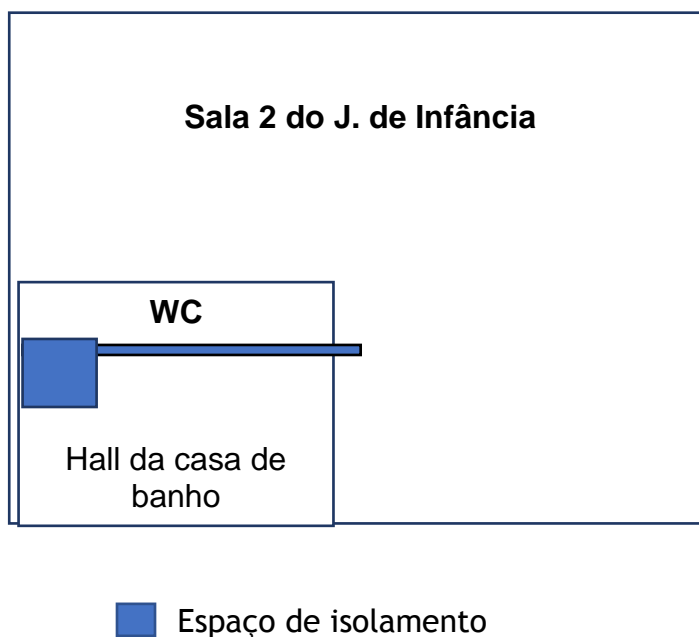 Sala 2 do J. de Infância
WC
Hall da casa de
banho
Espaço de isolamento